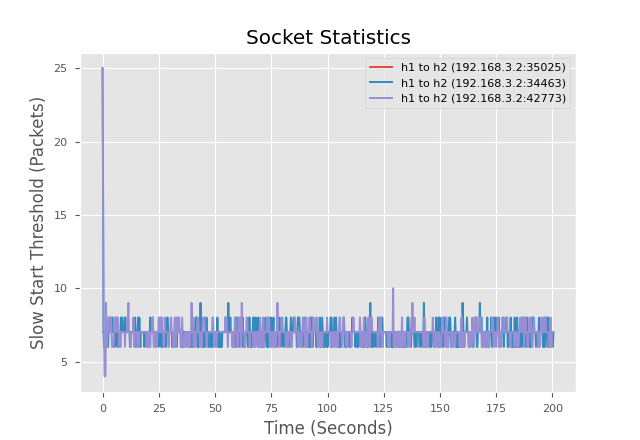 Socket Statistics
h1 to h2 (192.168.3.2:35025)
h1 to h2 (192.168.3.2:34463)
h1 to h2 (192.168.3.2:42773)
Slow Start Threshold (Packets)
25
20
15
10
5
0 25 50 75 100 125 150 175 200
Time (Seconds)